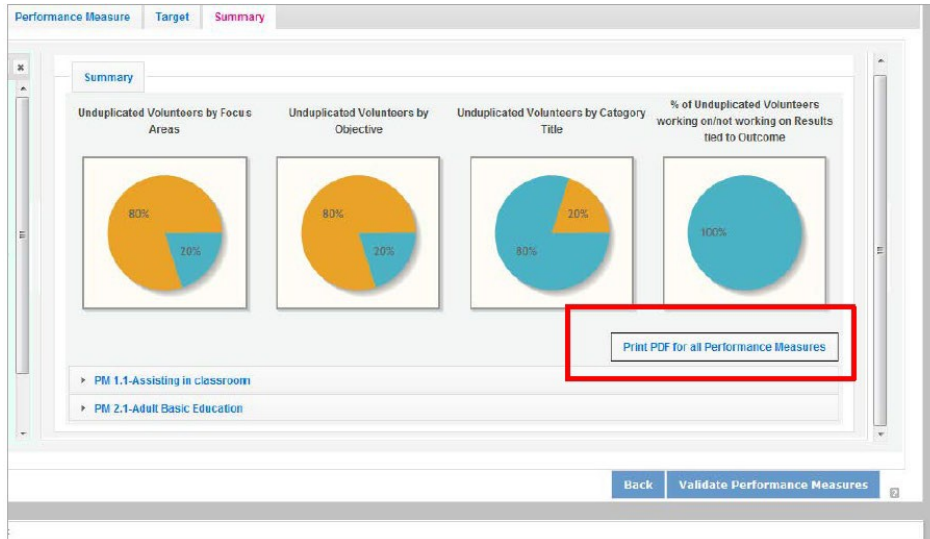 Performance Measure
Target
Summary
Summary
Unduplicated Volunteers by Focus
Areas
Unduplicated Volunteers by
Objective
Unduplicated Volunteers by Category
Title
% of Unduplicated Volunteers
working on/not working on Results
tied to Outcome
80%
20%
80%
20%
20%
80%
100%
Print PDF for all Performance Measures
PM 1.1-Assisting in classroom
PM 2.1-Adult Basic Education
Back
Validate Performance Measures